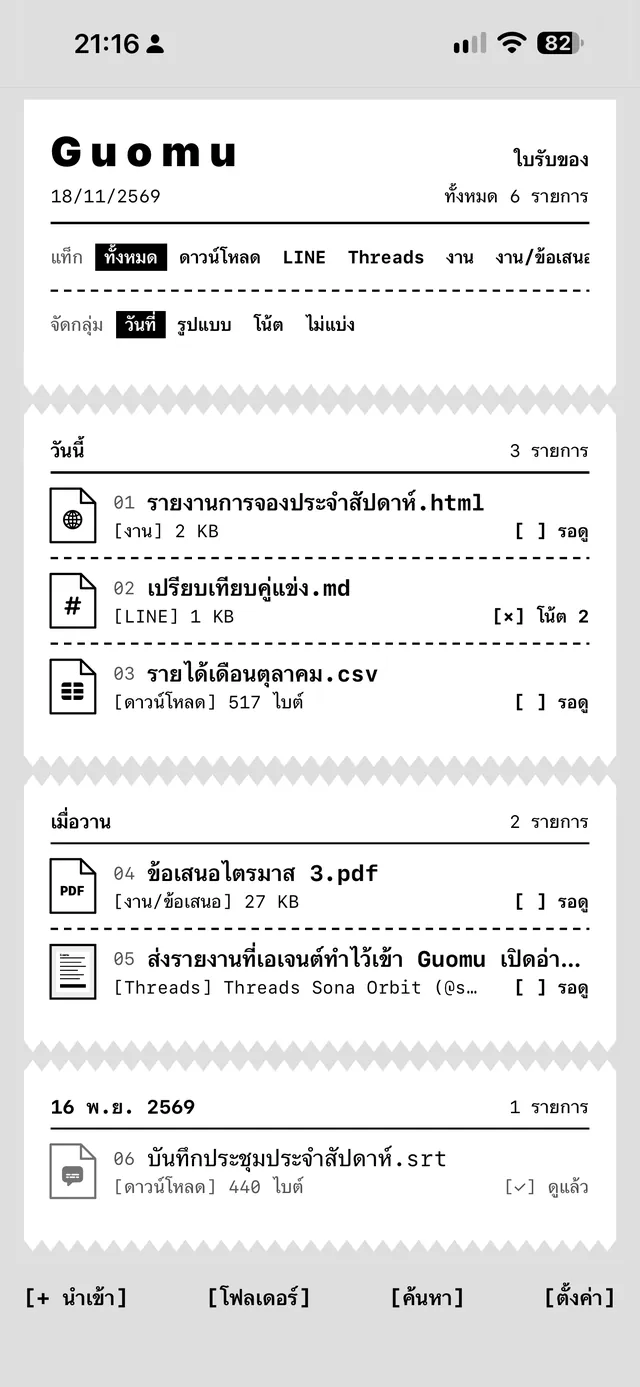 21:16
82
Guomu
ใบรับของ
18/11/2569
ทั้งหมด 6 รายการ
แท็ก ทั้งหมด ดาวน์โหลด LINE Threads งาน งาน/ข้อเสนอ
จัดกลุ่ม วันที่ รูปแบบ โน้ต ไม่แบ่ง
วันนี้ 3 รายการ
01 รายงานการจองประจำสัปดาห์.html
[งาน] 2 KB [ ] รอดู
#
02 เปรียบเทียบคู่แข่ง.md
[LINE] 1 KB [×] โน้ต 2
03 รายได้เดือนตุลาคม.csv
[ดาวน์โหลด] 517 ไบต์ [ ] รอดู
เมื่อวาน 2 รายการ
PDF
04 ข้อเสนอไตรมาส 3.pdf
[งาน/ข้อเสนอ] 27 KB [ ] รอดู
05 ส่งรายงานที่เอเจนต์ทำไว้เข้า Guomu เปิดอ่า…
[Threads] Threads Sona Orbit (@s… [ ] รอดู
16 พ.ย. 2569 1 รายการ
06 บันทึกประชุมประจำสัปดาห์.srt
[ดาวน์โหลด] 440 ไบต์ [✓] ดูแล้ว
[+ นำเข้า] [โฟลเดอร์] [ค้นหา] [ตั้งค่า]